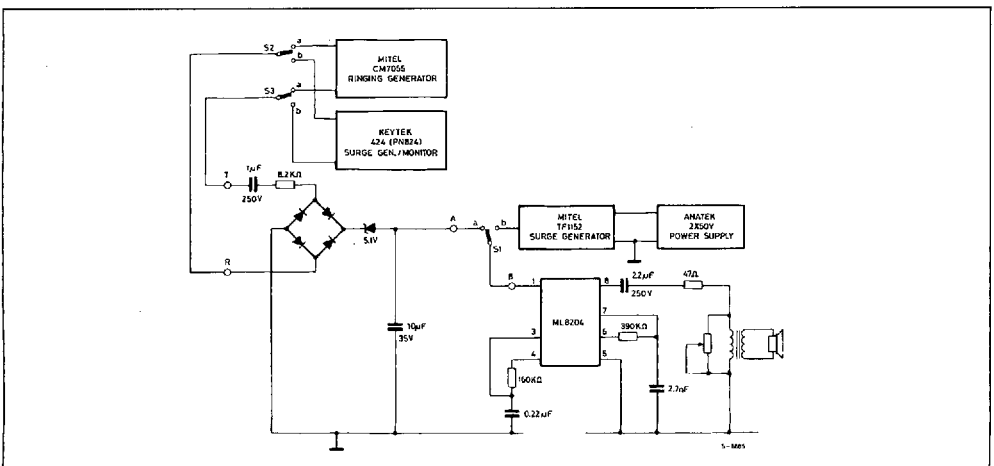 S2
a
b
MITEL
CM7055
RINGING GENERATOR
S3
a
b
KEYTEK
424 (PN824)
SURGE GEN./MONITOR
T
1µF
250V
8.2KΩ
5.1V
R
10µF
35V
A
a
b
S1
MITEL
TF1152
SURGE GENERATOR
ANATEK
2X50V
POWER SUPPLY
B
1
ML8204
8
2.2µF
250V
47Ω
7
3
6
390KΩ
4
5
160KΩ
2.7nF
0.22µF